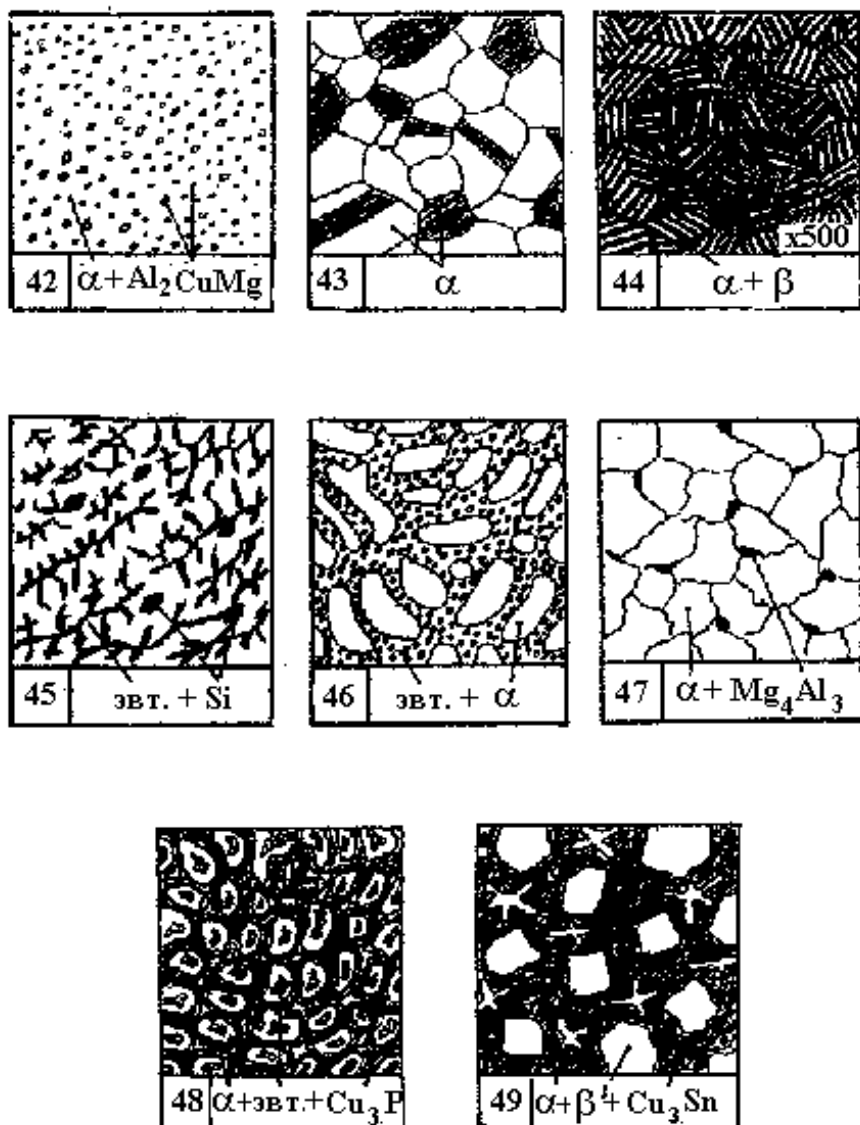 42 α + Al₂CuMg
43 α
x500
44 α + β
45 эвт. + Si
46 эвт. + α
47 α + Mg₄Al₃
48 α+эвт.+Cu₃P
49 α+β'+Cu₃Sn